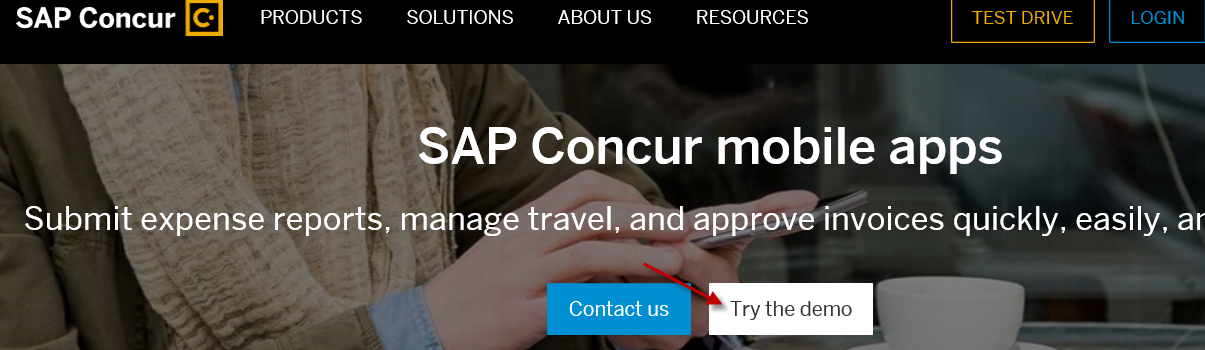 SAP Concur
PRODUCTS SOLUTIONS ABOUT US RESOURCES TEST DRIVE LOGIN
SAP Concur mobile apps
Submit expense reports, manage travel, and approve invoices quickly, easily,
Contact us Try the demo